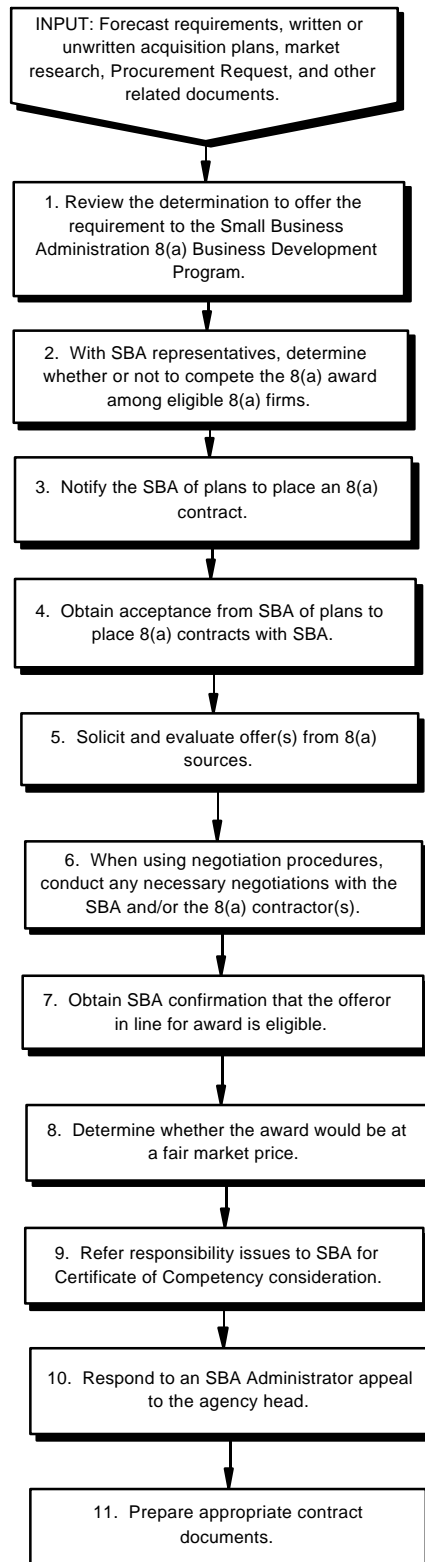 INPUT: Forecast requirements, written or
unwritten acquisition plans, market
research, Procurement Request, and other
related documents.
1. Review the determination to offer the
requirement to the Small Business
Administration 8(a) Business Development
Program.
2. With SBA representatives, determine
whether or not to compete the 8(a) award
among eligible 8(a) firms.
3. Notify the SBA of plans to place an 8(a)
contract.
4. Obtain acceptance from SBA of plans to
place 8(a) contracts with SBA.
5. Solicit and evaluate offer(s) from 8(a)
sources.
6. When using negotiation procedures,
conduct any necessary negotiations with the
SBA and/or the 8(a) contractor(s).
7. Obtain SBA confirmation that the offeror
in line for award is eligible.
8. Determine whether the award would be at
a fair market price.
9. Refer responsibility issues to SBA for
Certificate of Competency consideration.
10. Respond to an SBA Administrator appeal
to the agency head.
11. Prepare appropriate contract
documents.